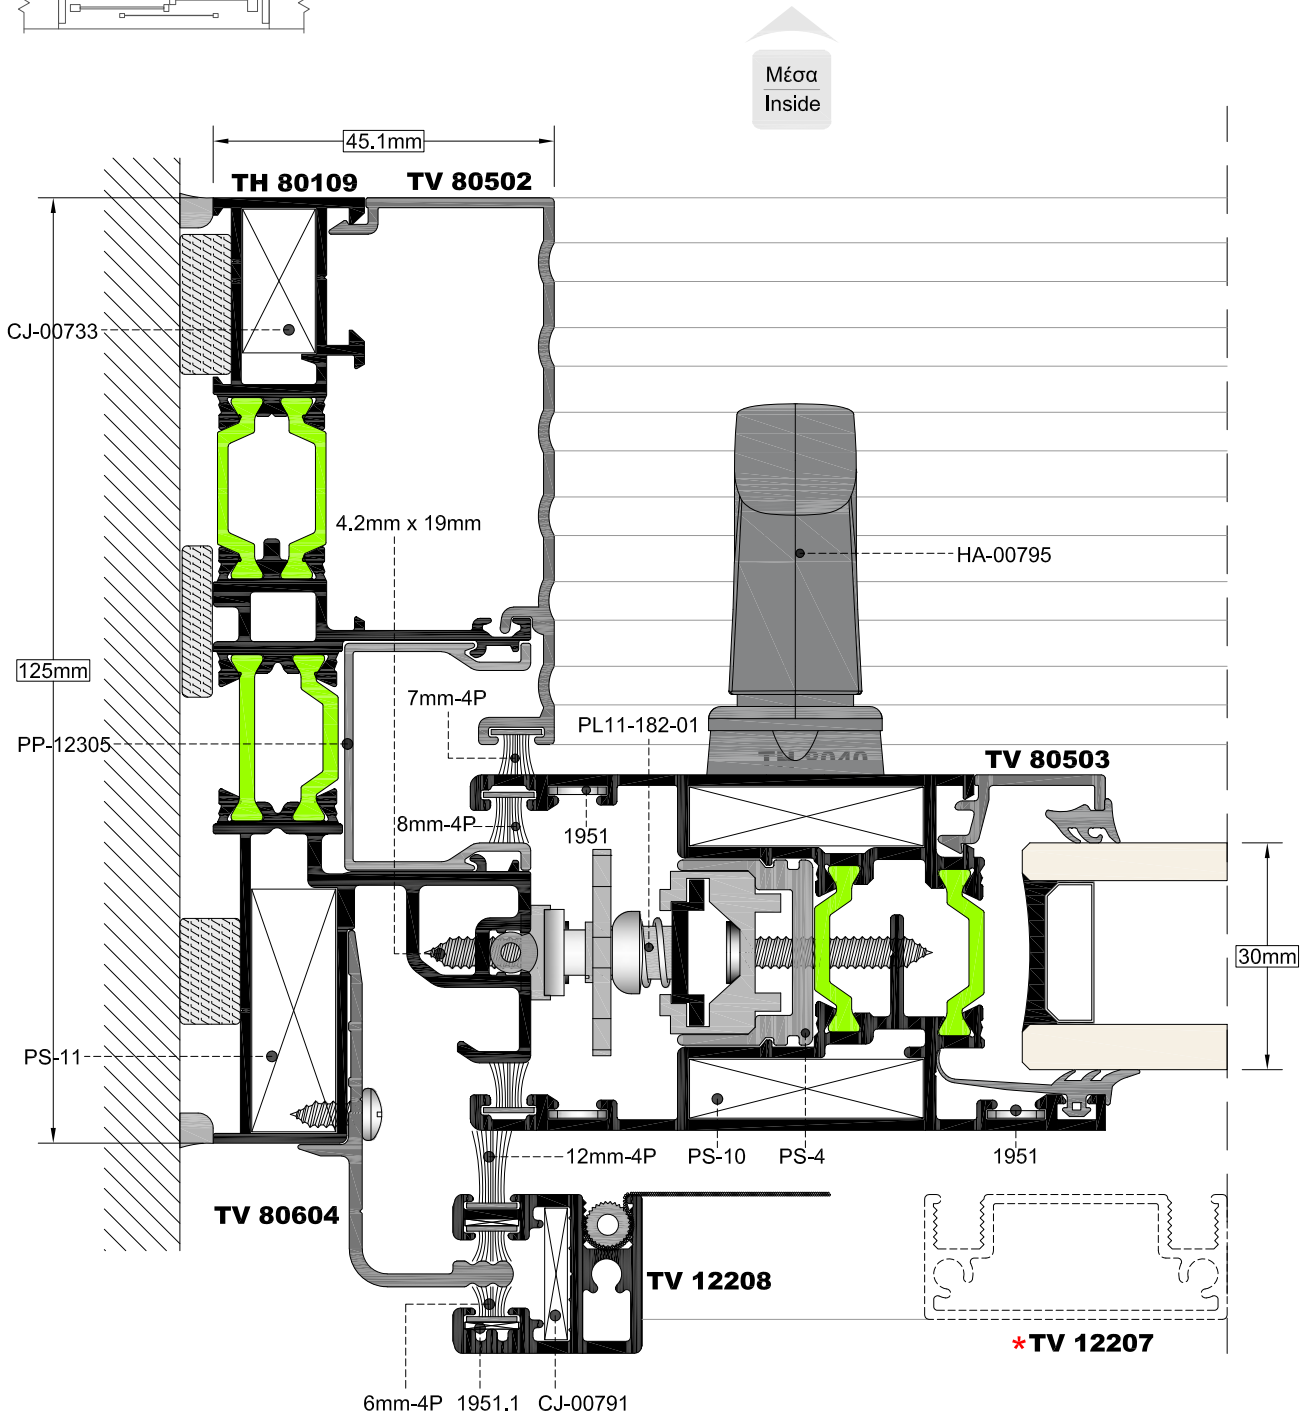 Μέσα
Inside
45.1mm
TH 80109
TV 80502
CJ-00733
4.2mm x 19mm
HA-00795
125mm
7mm-4P
PL11-182-01
PP-12305
TV 80503
8mm-4P
1951
30mm
PS-11
12mm-4P
PS-10
PS-4
1951
TV 80604
TV 12208
*TV 12207
6mm-4P
1951.1
CJ-00791